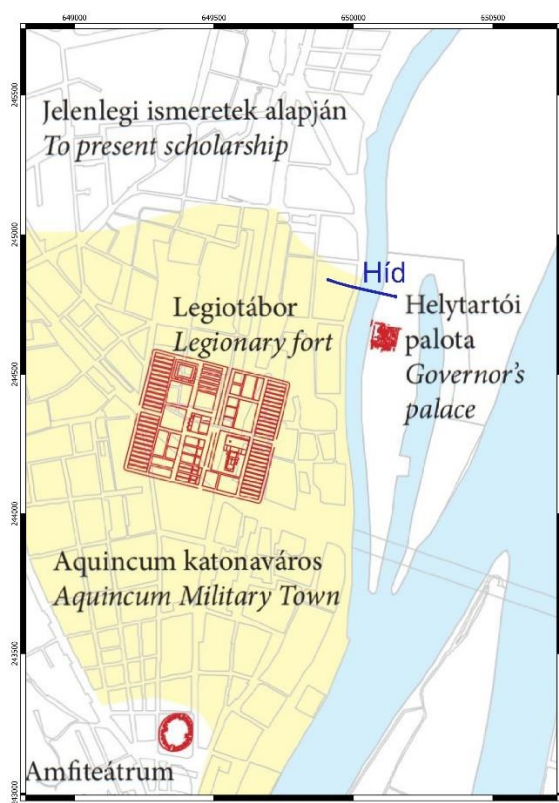 649000
649500
650000
650500
245500
Jelenlegi ismeretek alapján
To present scholarship
245000
Híd
Legiotábor
Legionary fort
Helytartói
palota
Governor's
palace
244500
244000
Aquincum katonaváros
Aquincum Military Town
243500
Amfiteátrum
243000